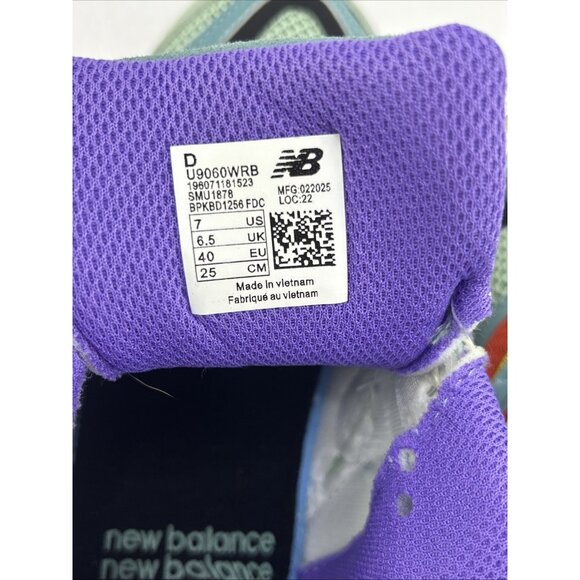 D
U9060WRB
196071181523
SMU1878
BPKBD1256 FDC
NB
MFG:022025
LOC:22
7 US
6.5 UK
40 EU
25 CM
Made in vietnam
Fabriqué au vietnam
new balance
new balance